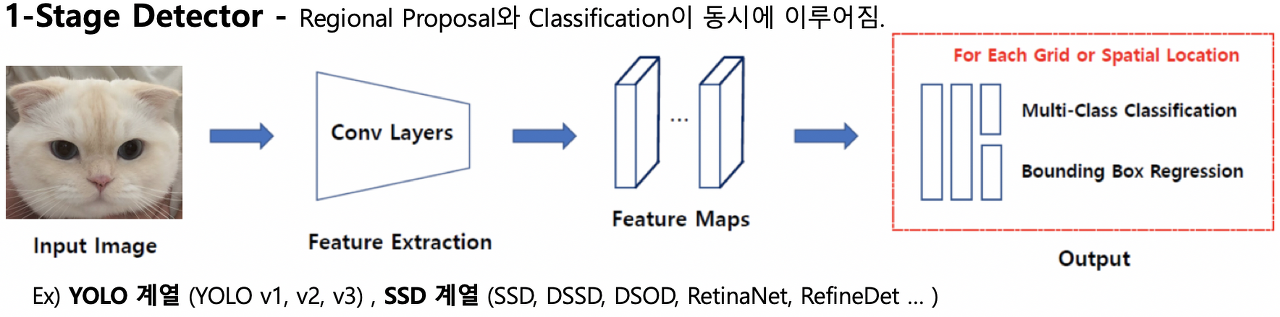 1-Stage Detector - Regional Proposal와 Classification이 동시에 이루어짐.
For Each Grid or Spatial Location
Conv Layers
...
Multi-Class Classification
Bounding Box Regression
Input Image
Feature Extraction
Feature Maps
Output
Ex) YOLO 계열 (YOLO v1, v2, v3) , SSD 계열 (SSD, DSSD, DSOD, RetinaNet, RefineDet ... )